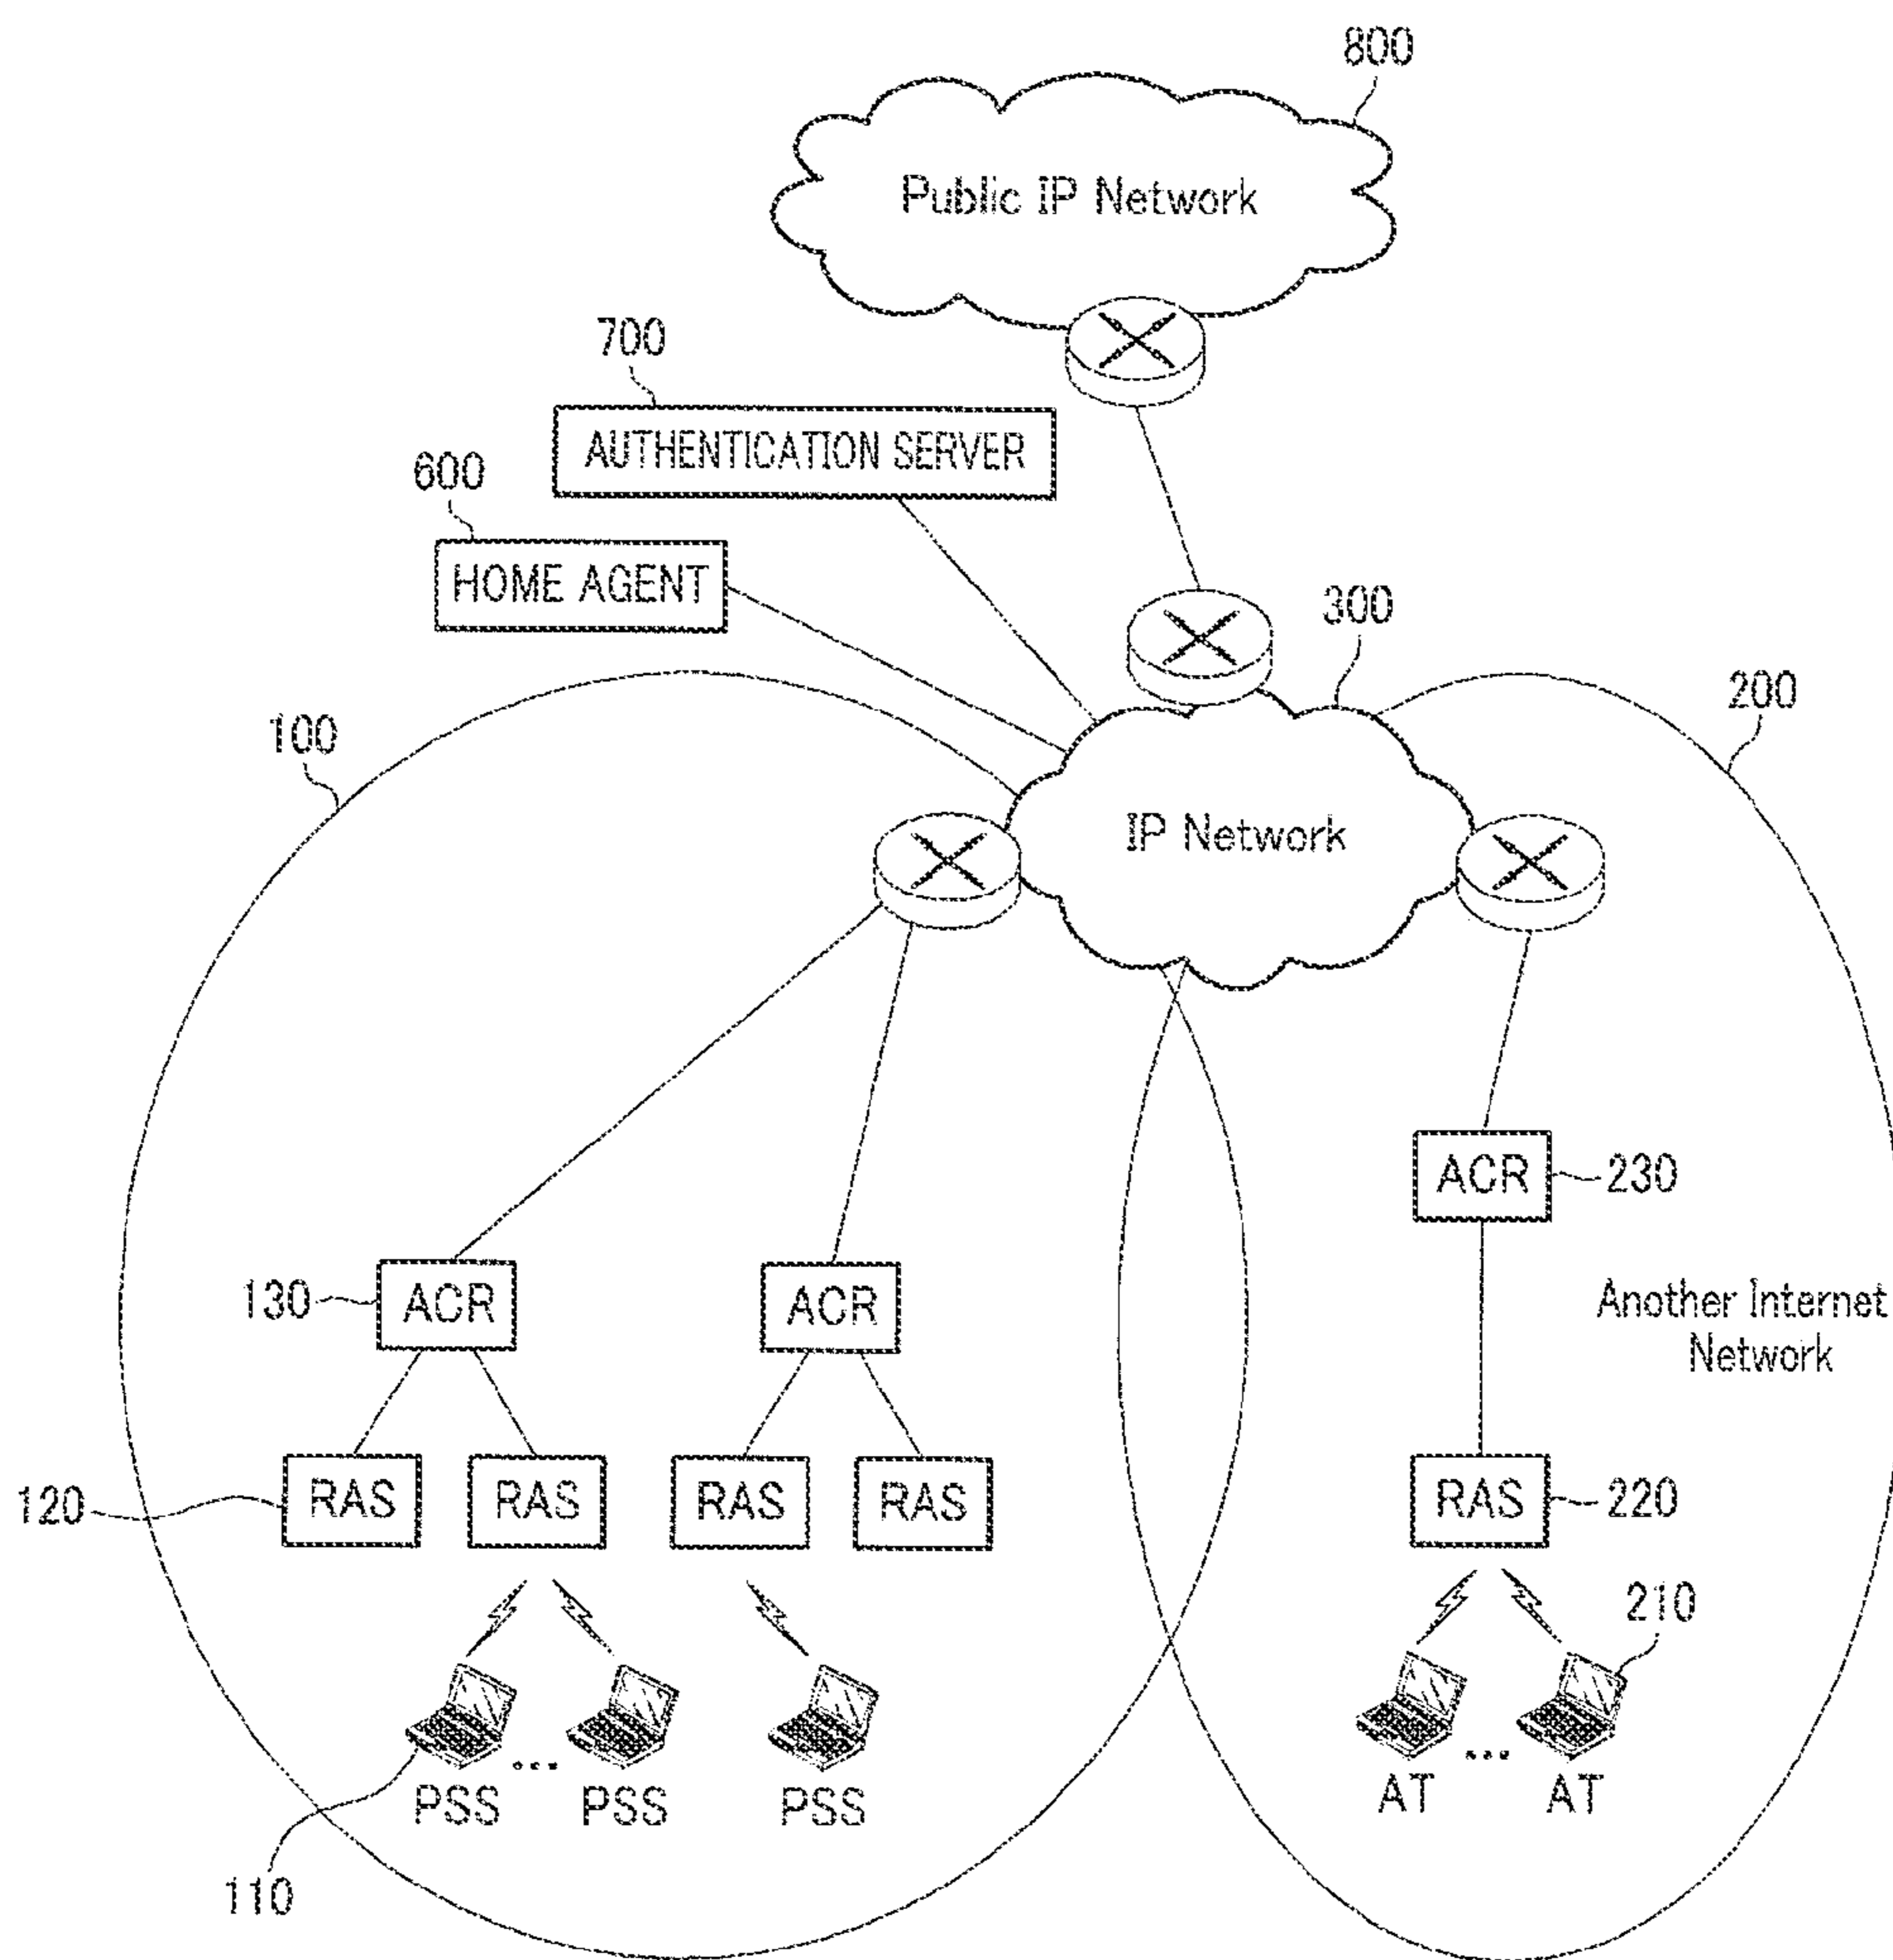 800
Public IP Network
700
AUTHENTICATION SERVER
600
HOME AGENT
300
200
100
IP Network
ACR
230
130
ACR
ACR
Another Internet
Network
120
RAS
RAS
RAS
RAS
RAS
220
210
PSS
...
PSS
PSS
AT
...
AT
110